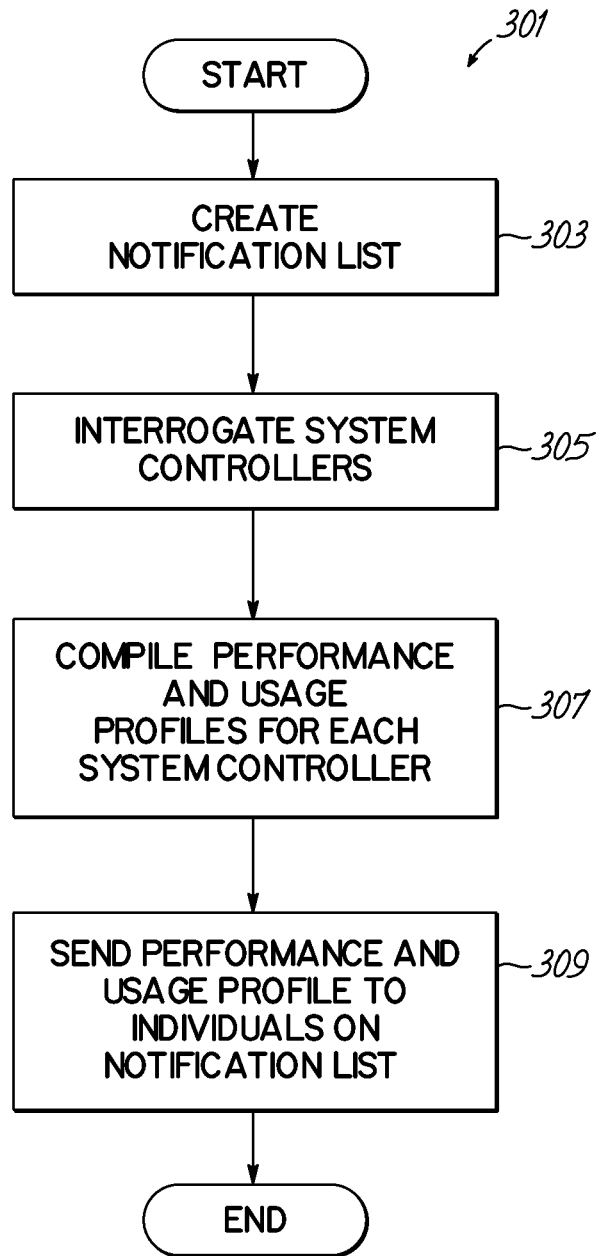 301
START
CREATE
NOTIFICATION LIST
303
INTERROGATE SYSTEM
CONTROLLERS
305
COMPILE PERFORMANCE
AND USAGE
PROFILES FOR EACH
SYSTEM CONTROLLER
307
SEND PERFORMANCE AND
USAGE PROFILE TO
INDIVIDUALS ON
NOTIFICATION LIST
309
END